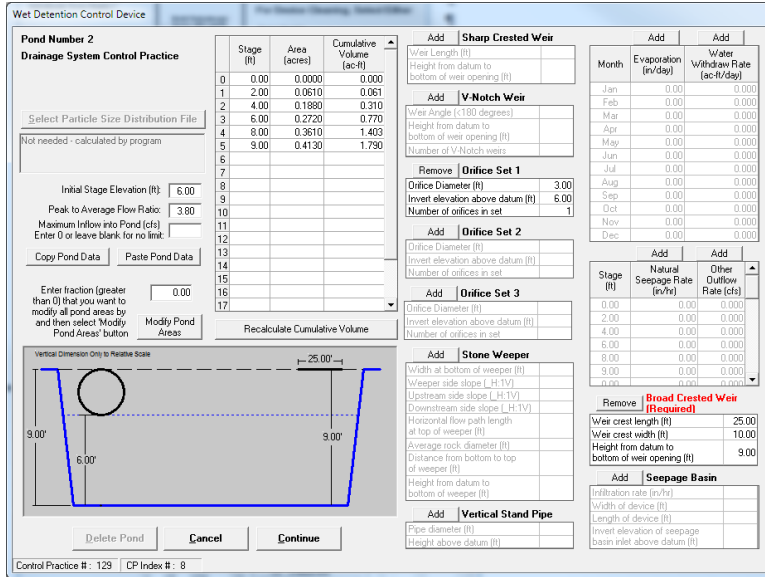 Wet Detention Control Device
Pond Number 2
Drainage System Control Practice
Select Particle Size Distribution File
Not needed - calculated by program
Initial Stage Elevation (ft): 6.00
Peak to Average Flow Ratio: 3.80
Maximum Inflow into Pond (cfs)
Enter 0 or leave blank for no limit:
Copy Pond Data Paste Pond Data
Enter fraction (greater 0.00
than 0) that you want to
modify all pond areas by
and then select 'Modify
Pond Areas' button
Modify Pond
Areas
Stage
(ft)
Area
(acres)
Cumulative
Volume
(ac-ft)
0 0.00 0.0000 0.000
1 2.00 0.0610 0.061
2 4.00 0.1880 0.310
3 6.00 0.2720 0.770
4 8.00 0.3610 1.403
5 9.00 0.4130 1.790
6
7
8
9
10
11
12
13
14
15
16
17
Recalculate Cumulative Volume
Vertical Dimension Only to Relative Scale
25.00'
9.00'
6.00'
9.00'
Delete Pond Cancel Continue
Control Practice # : 129 CP Index # : 8
Add Sharp Crested Weir
Weir Length (ft)
Height from datum to
bottom of weir opening (ft)
Add V-Notch Weir
Weir Angle (<180 degrees)
Height from datum to
bottom of weir opening (ft)
Number of V-Notch weirs
Remove Orifice Set 1
Orifice Diameter (ft) 3.00
Invert elevation above datum (ft) 6.00
Number of orifices in set 1
Add Orifice Set 2
Orifice Diameter (ft)
Invert elevation above datum (ft)
Number of orifices in set
Add Orifice Set 3
Orifice Diameter (ft)
Invert elevation above datum (ft)
Number of orifices in set
Add Stone Weeper
Width at bottom of weeper (ft)
Weeper side slope (_H:1V)
Upstream side slope (_H:1V)
Downstream side slope (_H:1V)
Horizontal flow path length
at top of weeper (ft)
Average rock diameter (ft)
Distance from bottom to top
of weeper (ft)
Height from datum to
bottom of weeper (ft)
Add Vertical Stand Pipe
Pipe diameter (ft)
Height above datum (ft)
Add Add
Month
Evaporation
(in/day)
Water
Withdraw Rate
(ac-ft/day)
Jan 0.00 0.000
Feb 0.00 0.000
Mar 0.00 0.000
Apr 0.00 0.000
May 0.00 0.000
Jun 0.00 0.000
Jul 0.00 0.000
Aug 0.00 0.000
Sep 0.00 0.000
Oct 0.00 0.000
Nov 0.00 0.000
Dec 0.00 0.000
Add Add
Stage
(ft)
Natural
Seepage Rate
(in/hr)
Other
Outflow
Rate (cfs)
0.00 0.00 0.000
2.00 0.00 0.000
4.00 0.00 0.000
6.00 0.00 0.000
8.00 0.00 0.000
9.00 0.00 0.000
0.00 0.00 0.000
Remove Broad Crested Weir
(Required)
Weir crest length (ft) 25.00
Weir crest width (ft) 10.00
Height from datum to
bottom of weir opening (ft) 9.00
Add Seepage Basin
Infiltration rate (in/hr)
Width of device (ft)
Length of device (ft)
Invert elevation of seepage
basin inlet above datum (ft)